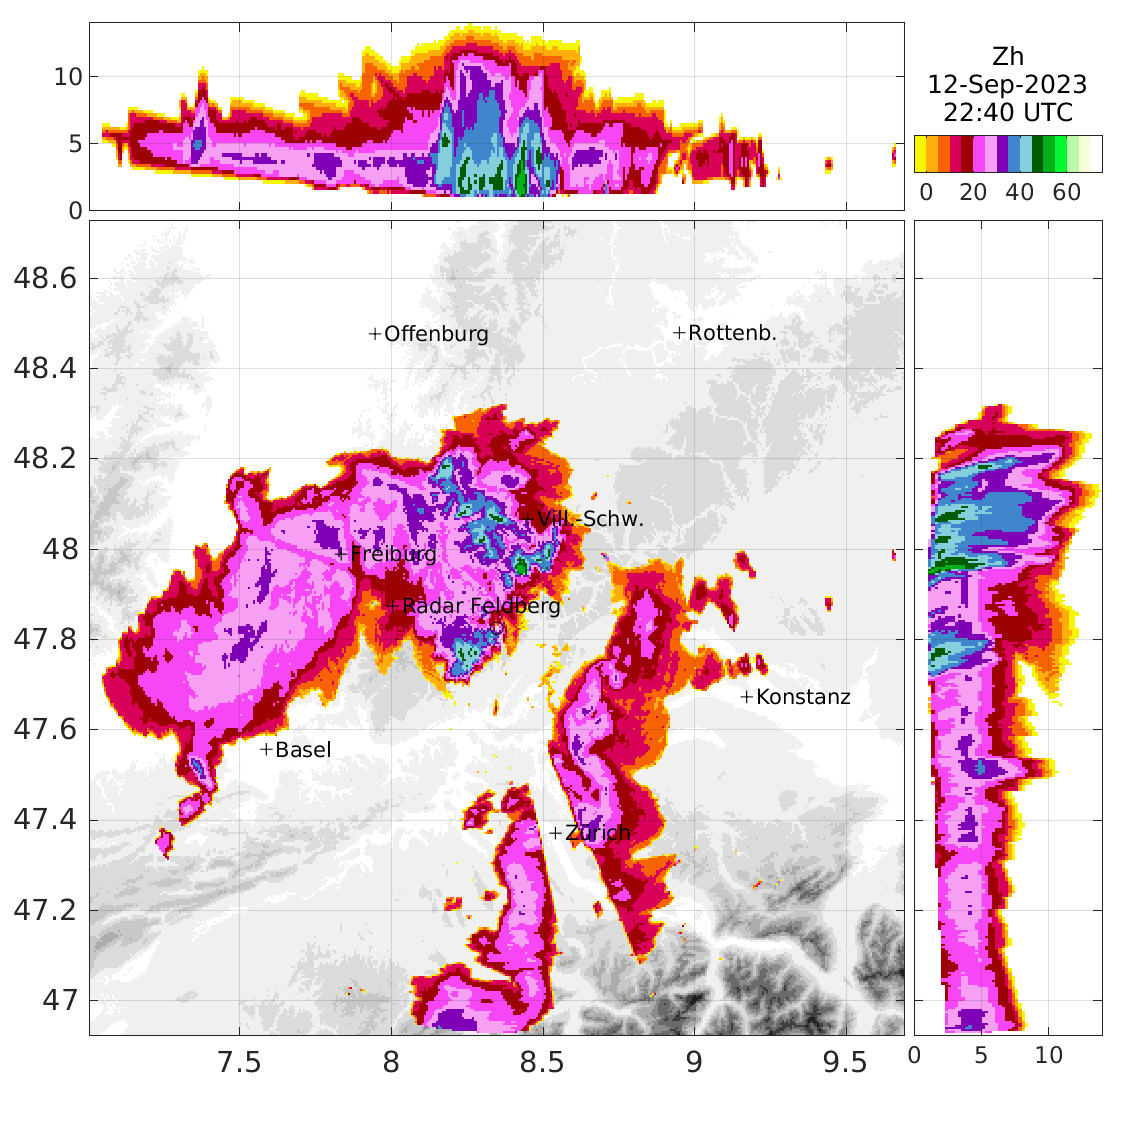 10
5
0
Zh
12-Sep-2023
22:40 UTC
0 20 40 60
48.6
48.4
48.2
48
47.8
47.6
47.4
47.2
47
+Offenburg
+Rottenb.
+Vill.-Schw.
+Freiburg
+Radar Feldberg
+Konstanz
+Basel
+Zürich
7.5 8 8.5 9 9.5
0 5 10